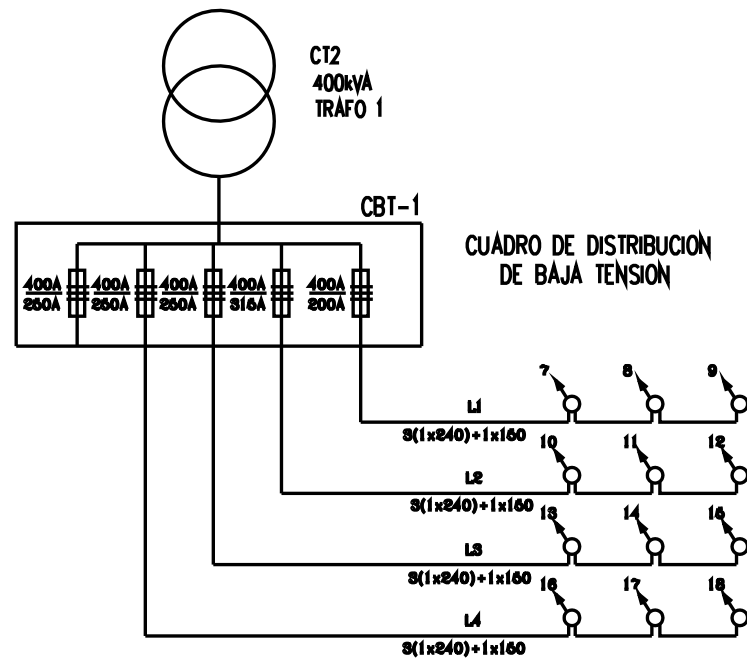 CT2
400kVA
TRAFO 1
CBT-1
CUADRO DE DISTRIBUCION
DE BAJA TENSION
400A 400A 400A 400A 400A
250A 250A 250A 315A 200A
7 8 9
L1
3(1x240)+1x150
10 11 12
L2
3(1x240)+1x150
13 14 15
L3
3(1x240)+1x150
16 17 18
L4
3(1x240)+1x150